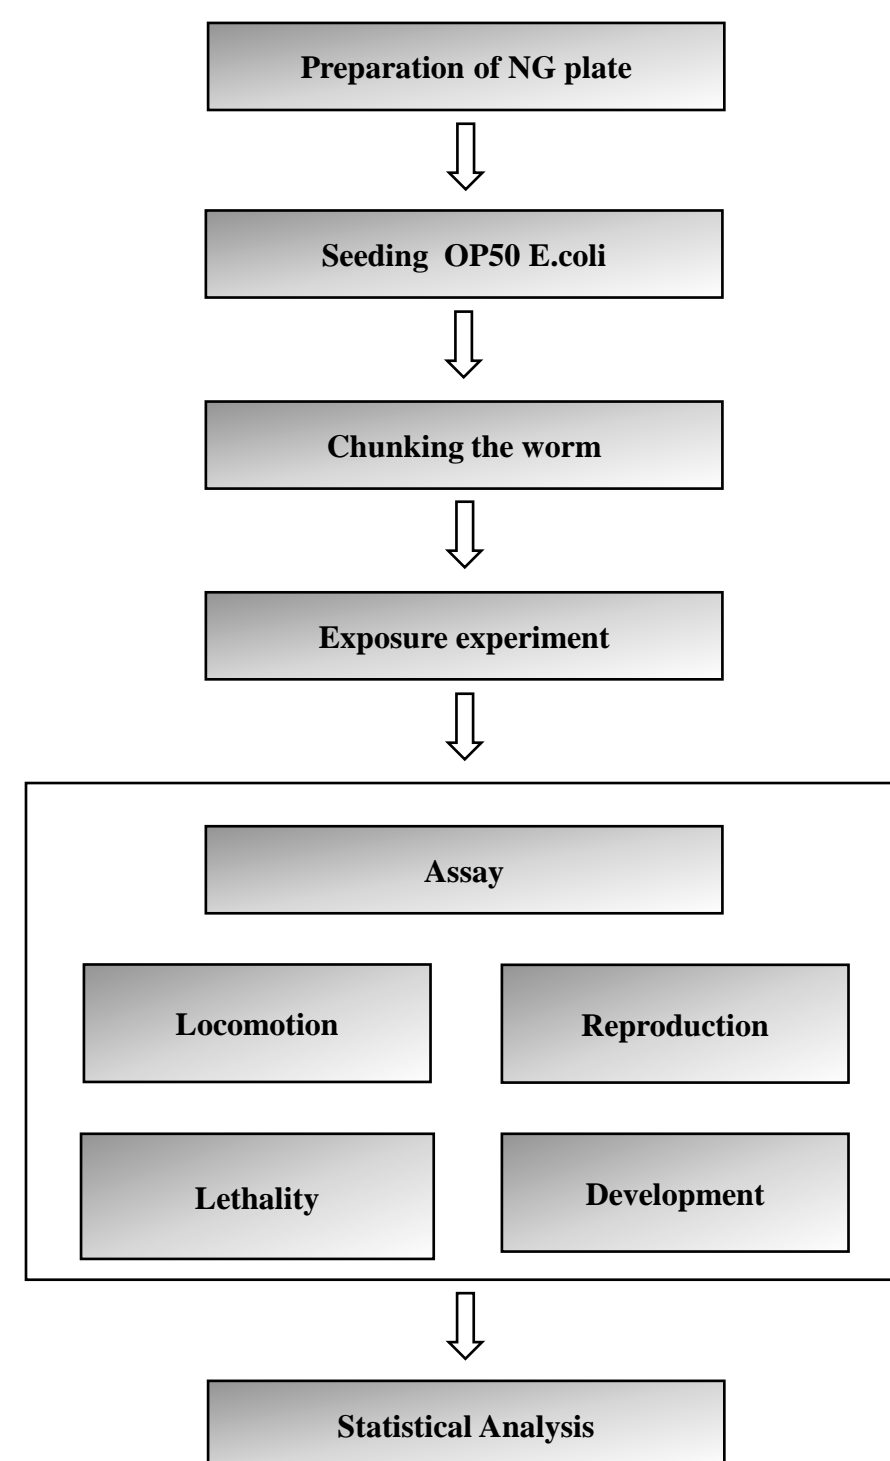 Preparation of NG plate
Seeding  OP50 E.coli
Chunking the worm
Exposure experiment
Assay
Locomotion
Reproduction
Lethality
Development
Statistical Analysis